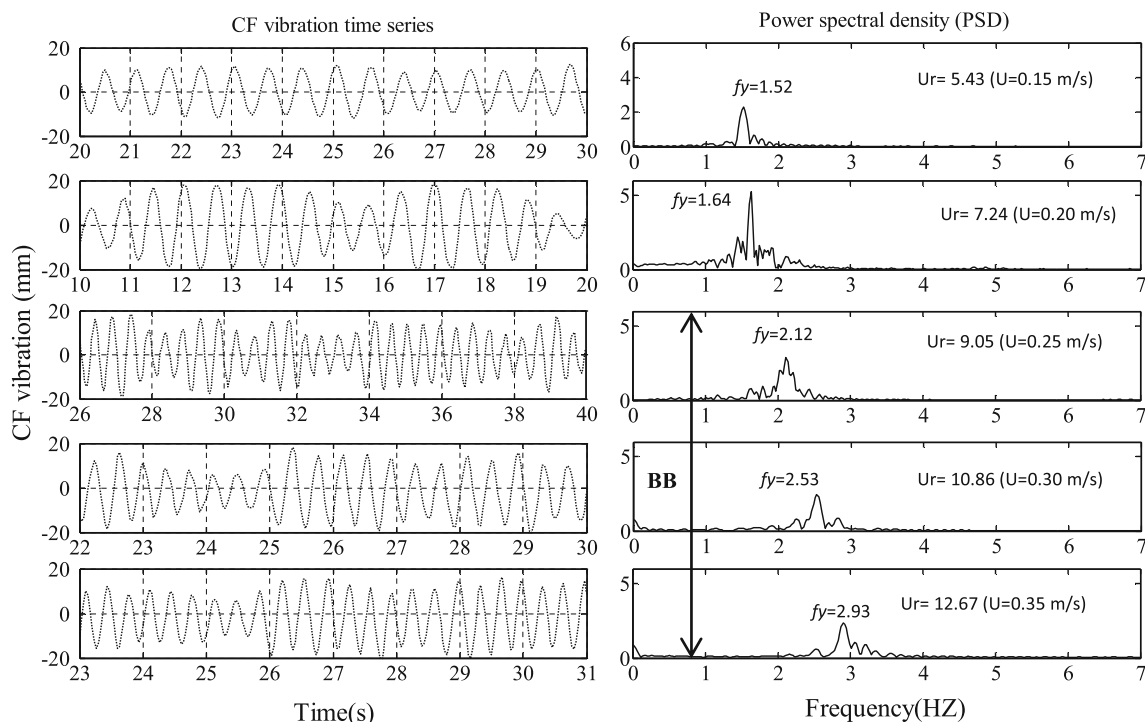 CF vibration time series
Power spectral density (PSD)
CF vibration (mm)
20
0
-20
20 21 22 23 24 25 26 27 28 29 30
6
4
2
0
fy=1.52
Ur= 5.43 (U=0.15 m/s)
0 1 2 3 4 5 6 7
20
0
-20
10 11 12 13 14 15 16 17 18 19 20
5
0
fy=1.64
Ur= 7.24 (U=0.20 m/s)
0 1 2 3 4 5 6 7
20
0
-20
26 28 30 32 34 36 38 40
5
0
fy=2.12
Ur= 9.05 (U=0.25 m/s)
0 1 2 3 4 5 6 7
20
0
-20
22 23 24 25 26 27 28 29 30
5
0
BB
fy=2.53
Ur= 10.86 (U=0.30 m/s)
0 1 2 3 4 5 6 7
20
0
-20
23 24 25 26 27 28 29 30 31
5
0
fy=2.93
Ur= 12.67 (U=0.35 m/s)
0 1 2 3 4 5 6 7
Time(s)
Frequency(HZ)